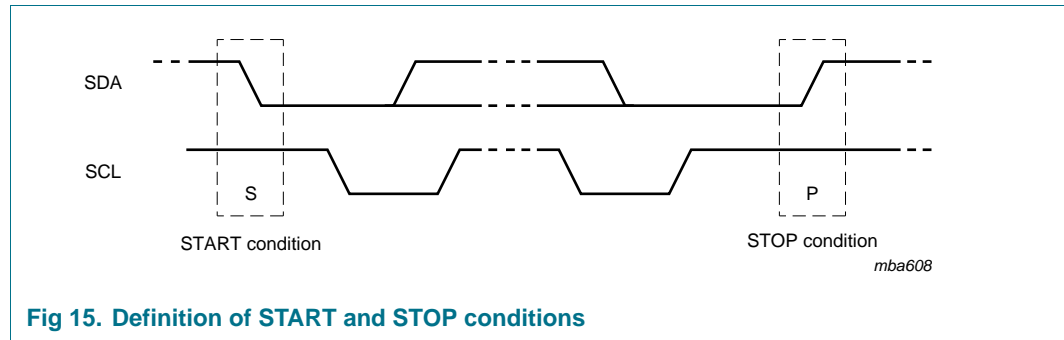 SDA
SCL
S
P
START condition
STOP condition
mba608
Fig 15. Definition of START and STOP conditions